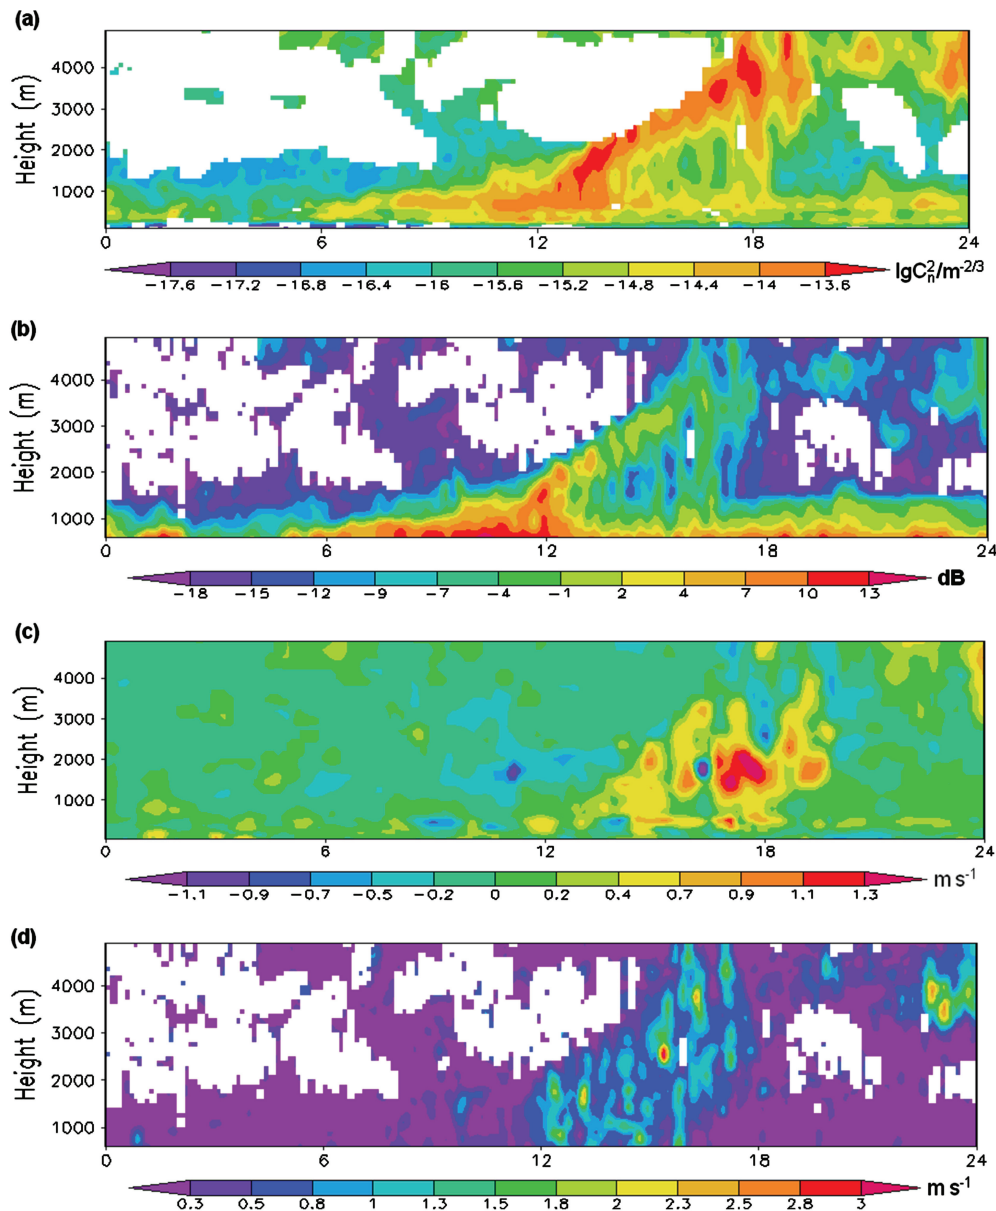 (a)
Height (m)
4000
3000
2000
1000
0 6 12 18 24
−17.6 −17.2 −16.8 −16.4 −16 −15.6 −15.2 −14.8 −14.4 −14 −13.6
lgC²ₙ/m⁻²/³
(b)
Height (m)
4000
3000
2000
1000
0 6 12 18 24
−18 −15 −12 −9 −7 −4 −1 2 4 7 10 13
dB
(c)
Height (m)
4000
3000
2000
1000
0 6 12 18 24
−1.1 −0.9 −0.7 −0.5 −0.2 0 0.2 0.4 0.7 0.9 1.1 1.3
m s⁻¹
(d)
Height (m)
4000
3000
2000
1000
0 6 12 18 24
0.3 0.5 0.8 1 1.3 1.5 1.8 2 2.3 2.5 2.8 3
m s⁻¹